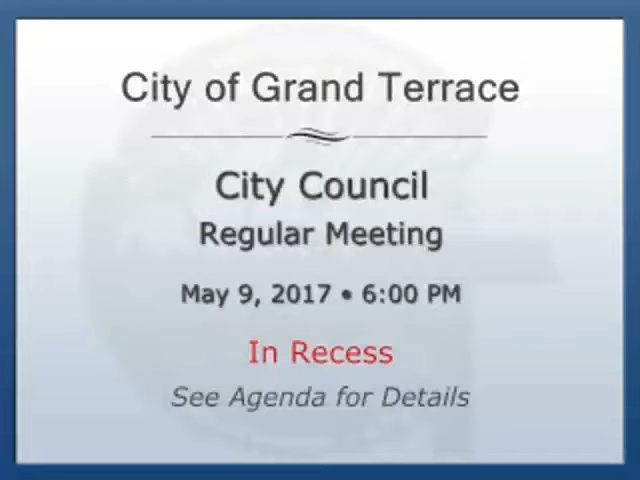 City of Grand Terrace
City Council
Regular Meeting
May 9, 2017 • 6:00 PM
In Recess
See Agenda for Details